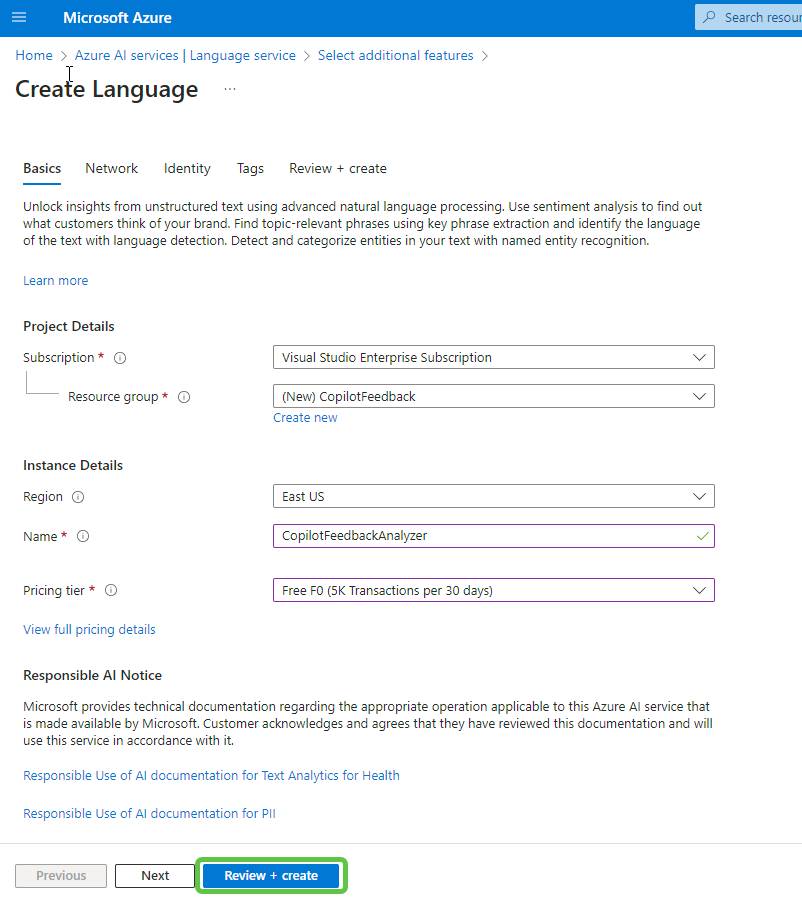 Microsoft Azure
Search resour
Home > Azure AI services | Language service > Select additional features >
Create Language ...
Basics Network Identity Tags Review + create
Unlock insights from unstructured text using advanced natural language processing. Use sentiment analysis to find out
what customers think of your brand. Find topic-relevant phrases using key phrase extraction and identify the language
of the text with language detection. Detect and categorize entities in your text with named entity recognition.
Learn more
Project Details
Subscription * Visual Studio Enterprise Subscription
Resource group * (New) CopilotFeedback
Create new
Instance Details
Region East US
Name * CopilotFeedbackAnalyzer
Pricing tier * Free F0 (5K Transactions per 30 days)
View full pricing details
Responsible AI Notice
Microsoft provides technical documentation regarding the appropriate operation applicable to this Azure AI service that
is made available by Microsoft. Customer acknowledges and agrees that they have reviewed this documentation and will
use this service in accordance with it.
Responsible Use of AI documentation for Text Analytics for Health
Responsible Use of AI documentation for PII
Previous Next Review + create